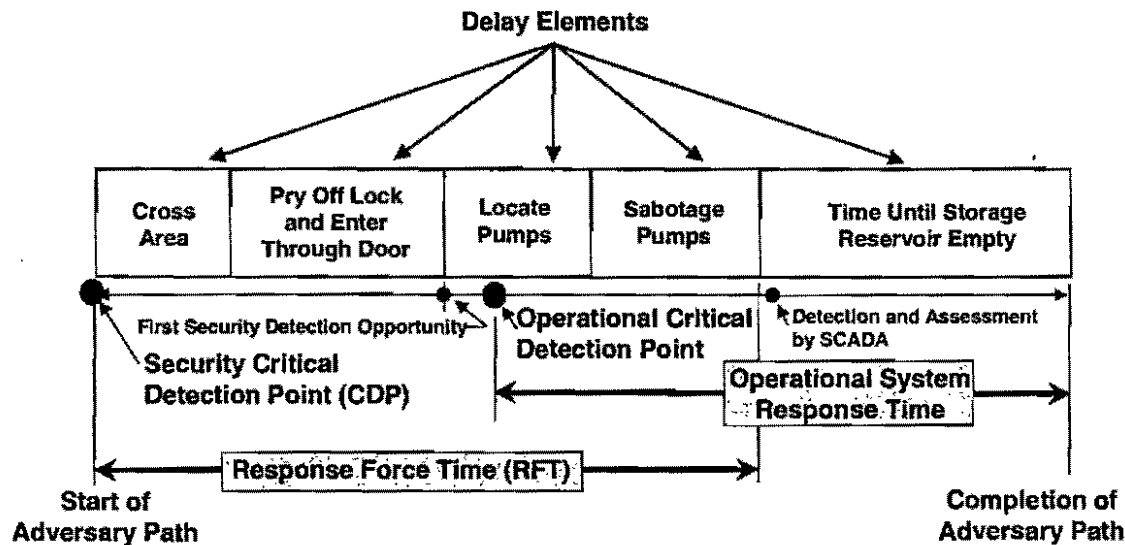 Delay Elements
Cross
Area
Pry Off Lock
and Enter
Through Door
Locate
Pumps
Sabotage
Pumps
Time Until Storage
Reservoir Empty
First Security Detection Opportunity
Security Critical
Detection Point (CDP)
Operational Critical
Detection Point
Detection and Assessment
by SCADA
Operational System
Response Time
Response Force Time (RFT)
Start of
Adversary Path
Completion of
Adversary Path